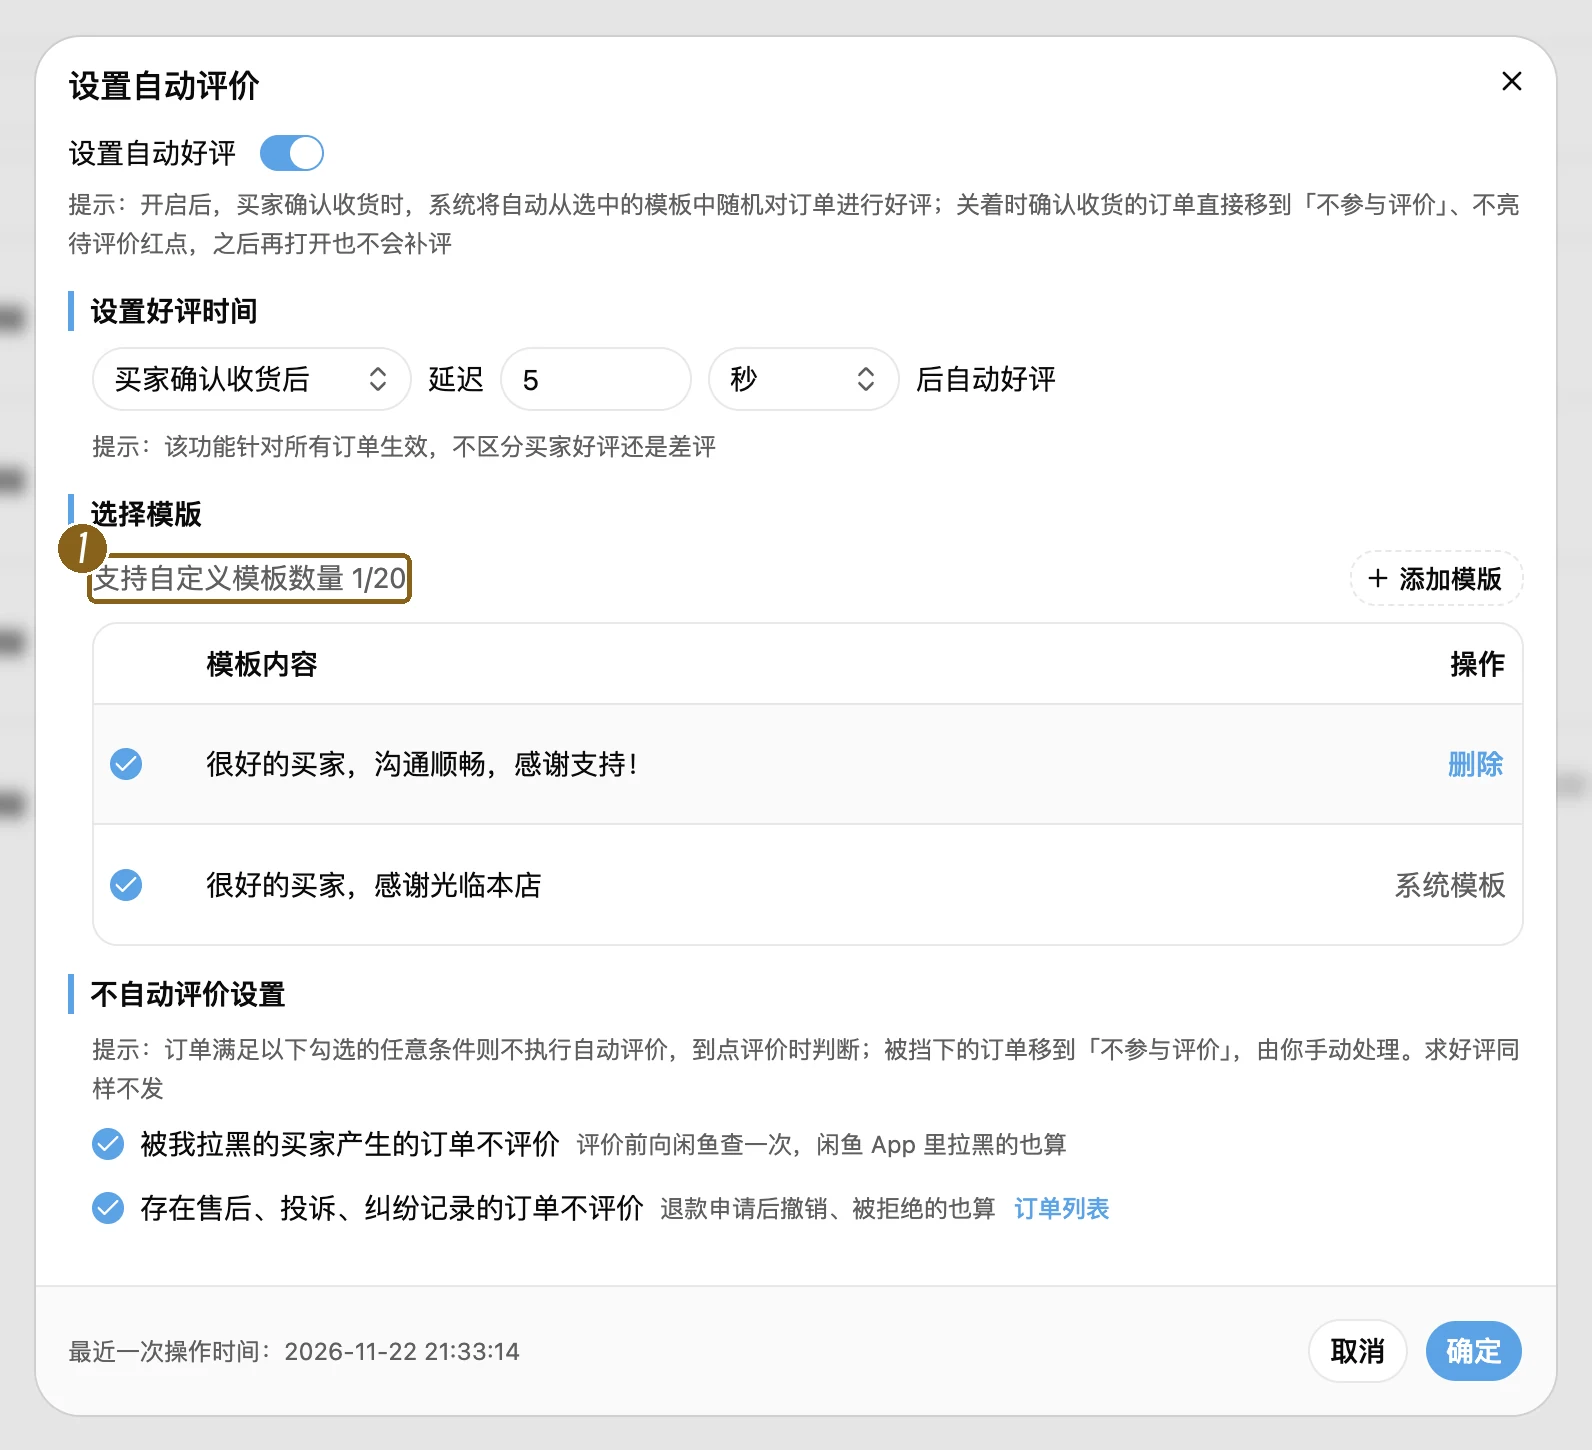 设置自动评价
设置自动好评
提示：开启后，买家确认收货时，系统将自动从选中的模板中随机对订单进行好评；关着时确认收货的订单直接移到「不参与评价」、不亮
待评价红点，之后再打开也不会补评
设置好评时间
买家确认收货后 延迟 5 秒 后自动好评
提示：该功能针对所有订单生效，不区分买家好评还是差评
选择模版
1
支持自定义模板数量 1/20 添加模版
模板内容 操作
很好的买家，沟通顺畅，感谢支持！ 删除
很好的买家，感谢光临本店 系统模板
不自动评价设置
提示：订单满足以下勾选的任意条件则不执行自动评价，到点评价时判断；被挡下的订单移到「不参与评价」，由你手动处理。求好评同
样不发
被我拉黑的买家产生的订单不评价 评价前向闲鱼查一次，闲鱼 App 里拉黑的也算
存在售后、投诉、纠纷记录的订单不评价 退款申请后撤销、被拒绝的也算 订单列表
最近一次操作时间：2026-11-22 21:33:14 取消 确定